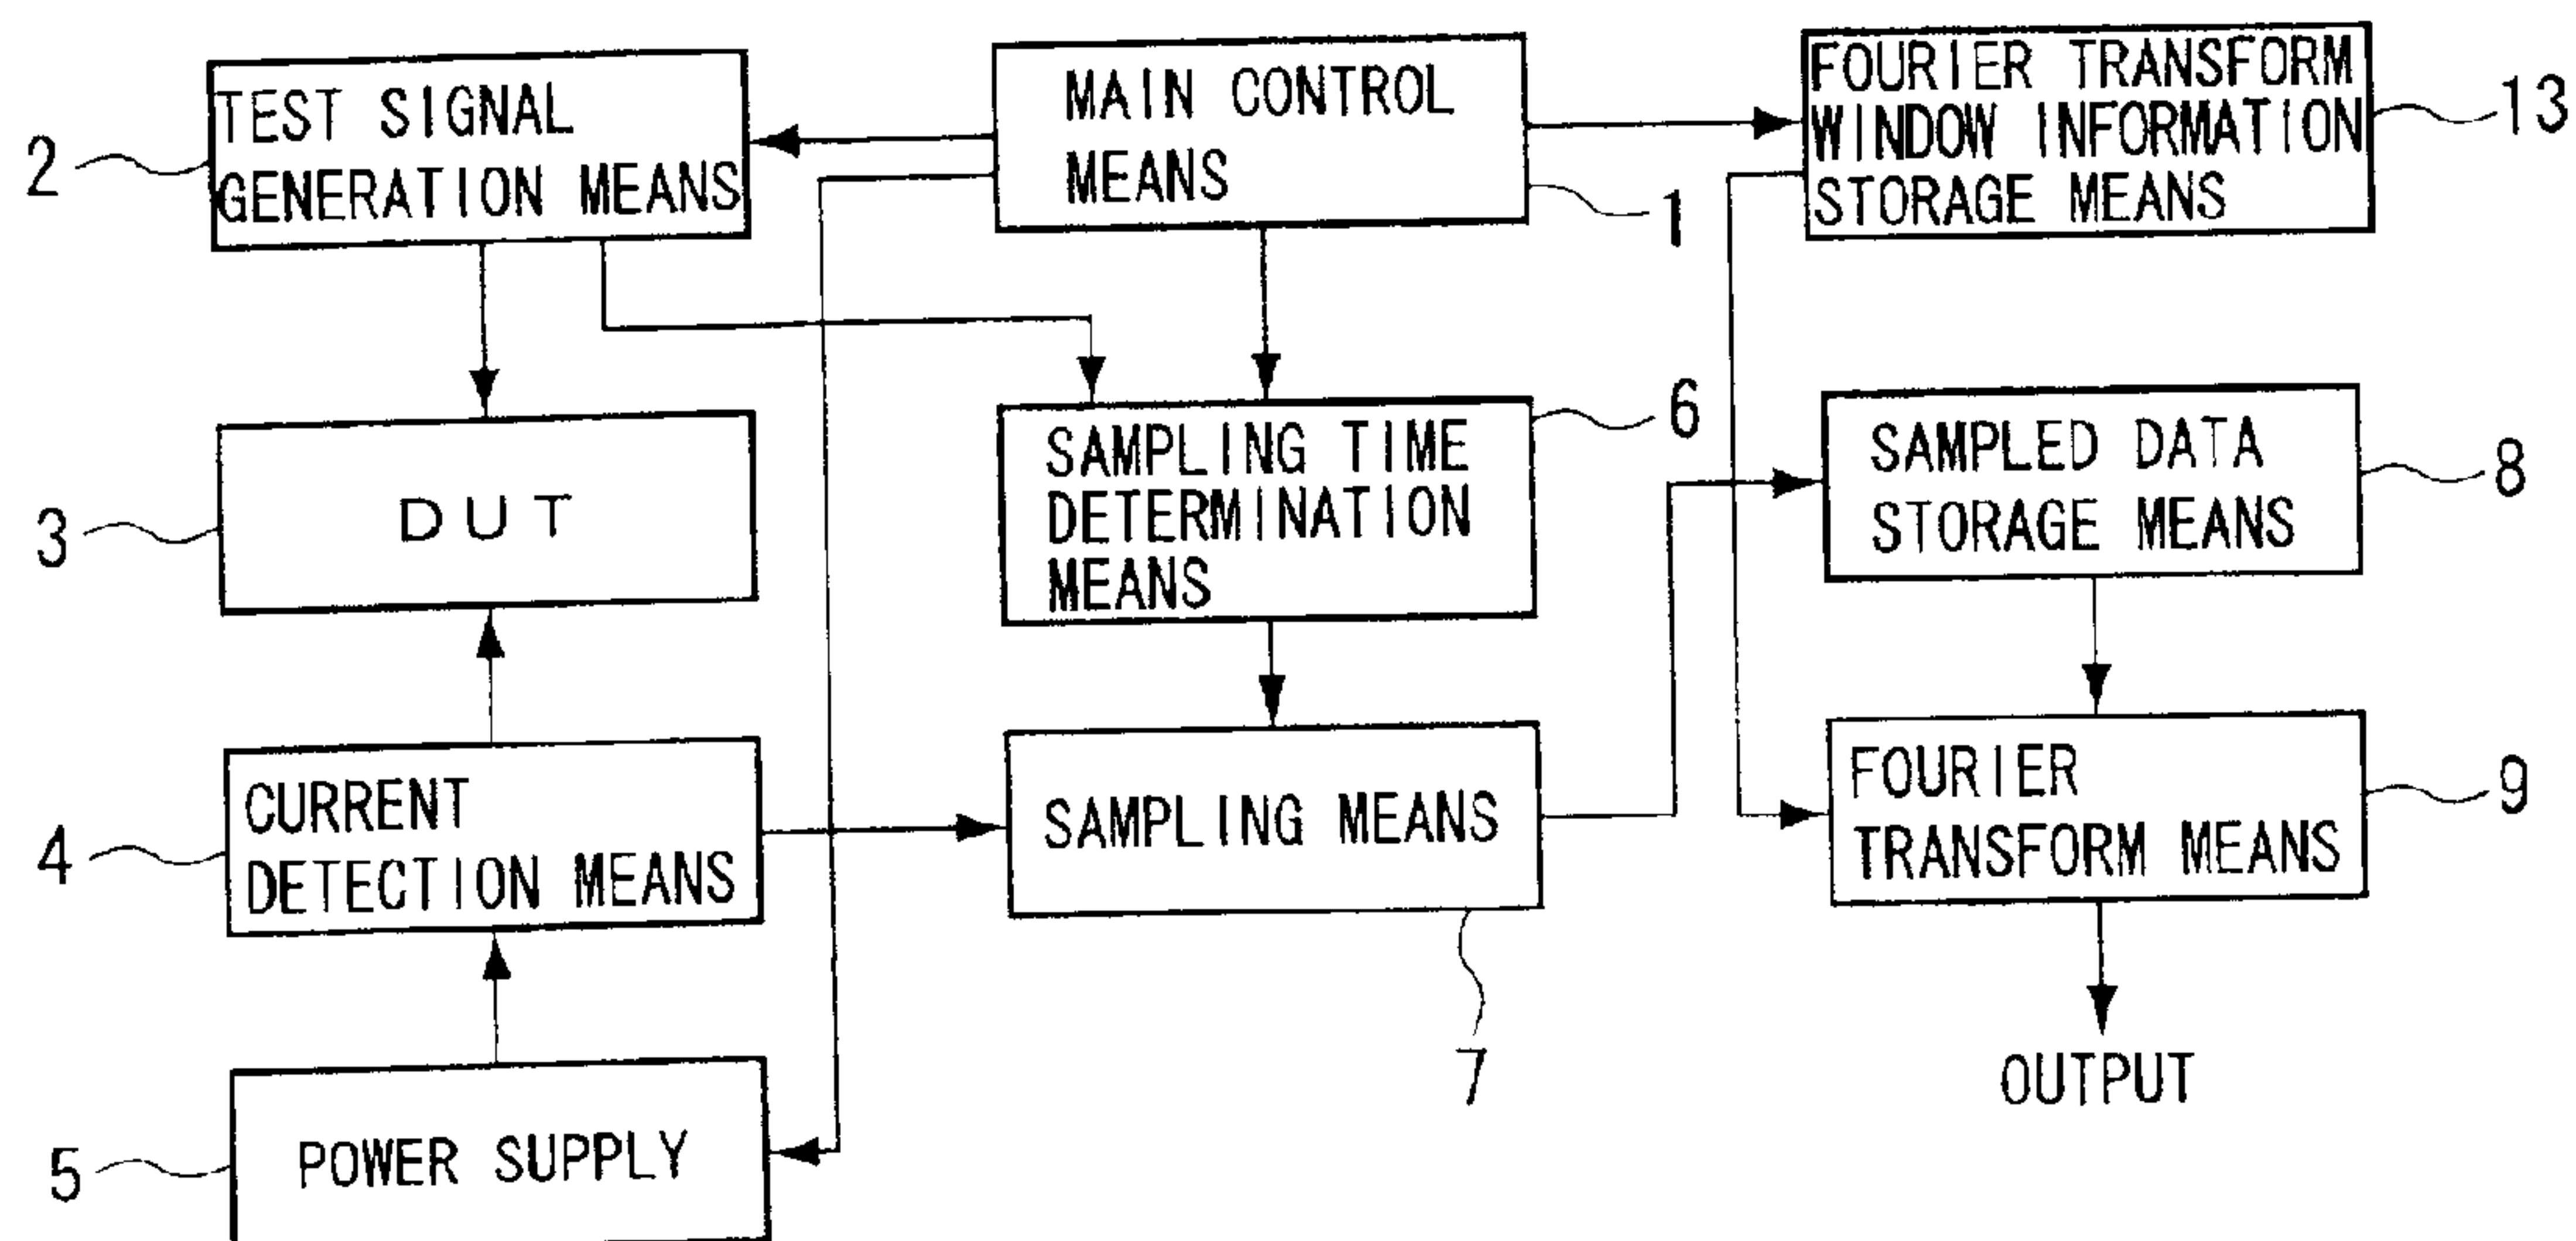 TEST SIGNAL
GENERATION MEANS
2
MAIN CONTROL
MEANS
1
FOURIER TRANSFORM
WINDOW INFORMATION
STORAGE MEANS
13
DUT
3
SAMPLING TIME
DETERMINATION
MEANS
6
SAMPLED DATA
STORAGE MEANS
8
CURRENT
DETECTION MEANS
4
SAMPLING MEANS
7
FOURIER
TRANSFORM MEANS
9
POWER SUPPLY
5
OUTPUT